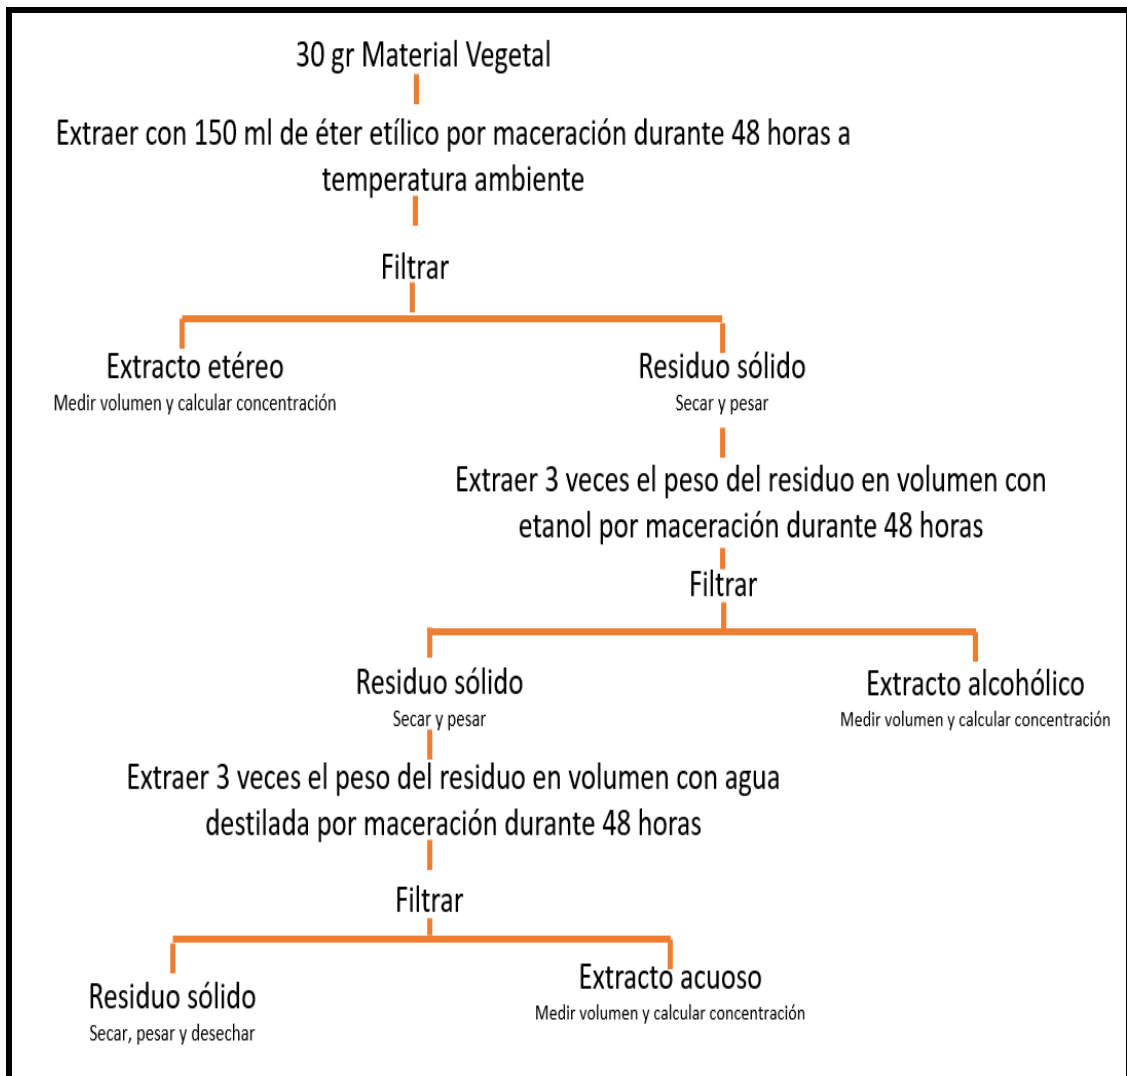 30 gr Material Vegetal
Extraer con 150 ml de éter etílico por maceración durante 48 horas a
temperatura ambiente
Filtrar
Extracto etéreo
Medir volumen y calcular concentración
Residuo sólido
Secar y pesar
Extraer 3 veces el peso del residuo en volumen con
etanol por maceración durante 48 horas
Filtrar
Residuo sólido
Secar y pesar
Extracto alcohólico
Medir volumen y calcular concentración
Extraer 3 veces el peso del residuo en volumen con agua
destilada por maceración durante 48 horas
Filtrar
Residuo sólido
Secar, pesar y desechar
Extracto acuoso
Medir volumen y calcular concentración